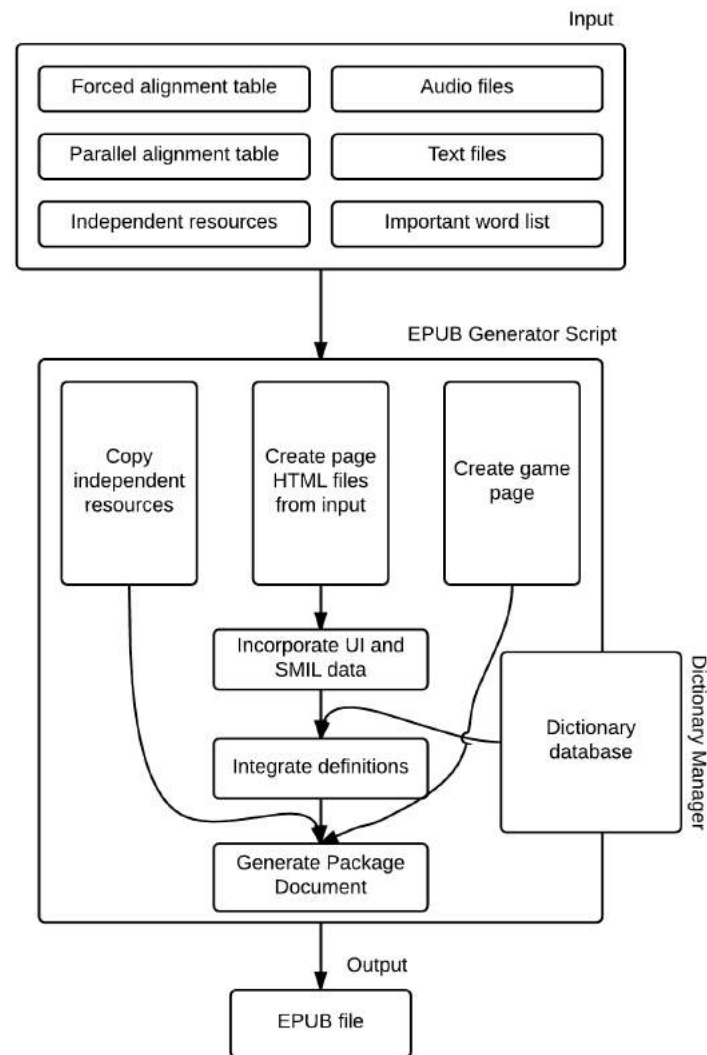 Input
Forced alignment table
Audio files
Parallel alignment table
Text files
Independent resources
Important word list
EPUB Generator Script
Copy
independent
resources
Create page
HTML files
from input
Create game
page
Incorporate UI and
SMIL data
Dictionary
database
Dictionary Manager
Integrate definitions
Generate Package
Document
Output
EPUB file